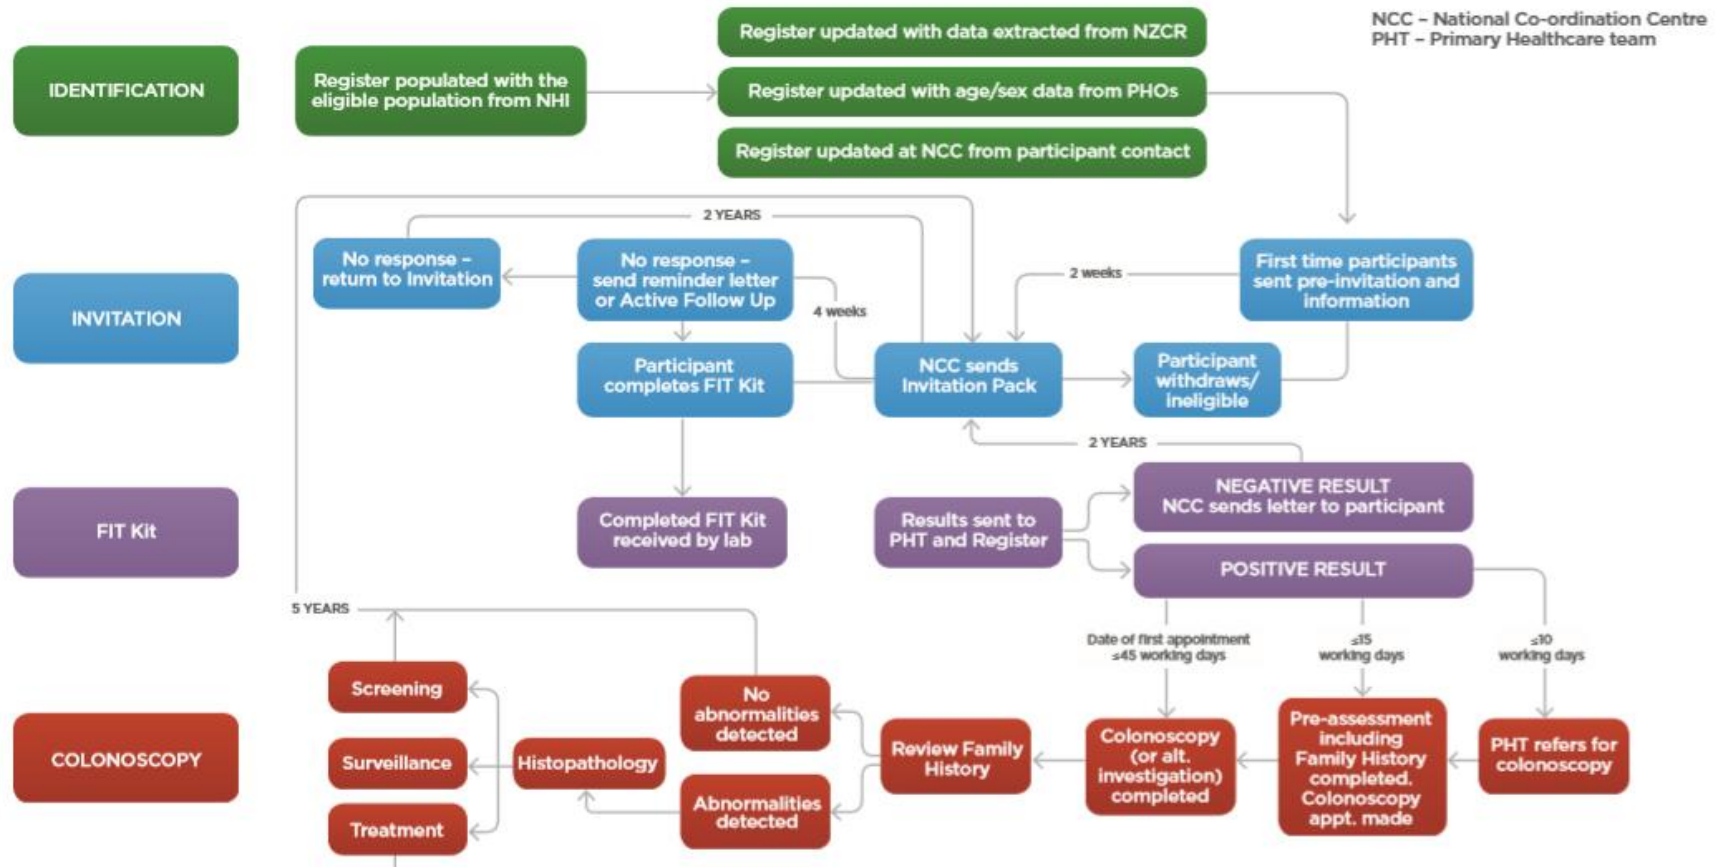 NCC – National Co-ordination Centre
PHT – Primary Healthcare team
IDENTIFICATION
Register populated with the
eligible population from NHI
Register updated with data extracted from NZCR
Register updated with age/sex data from PHOs
Register updated at NCC from participant contact
INVITATION
2 YEARS
No response –
return to Invitation
No response –
send reminder letter
or Active Follow Up
4 weeks
2 weeks
First time participants
sent pre-invitation and
information
Participant
completes FIT Kit
NCC sends
Invitation Pack
Participant
withdraws/
ineligible
2 YEARS
FIT Kit
Completed FIT Kit
received by lab
Results sent to
PHT and Register
NEGATIVE RESULT
NCC sends letter to participant
POSITIVE RESULT
5 YEARS
Date of first appointment
≤45 working days
≤15
working days
≤10
working days
COLONOSCOPY
Screening
Surveillance
Treatment
Histopathology
No
abnormalities
detected
Abnormalities
detected
Review Family
History
Colonoscopy
(or alt.
investigation)
completed
Pre-assessment
including
Family History
completed.
Colonoscopy
appt. made
PHT refers for
colonoscopy